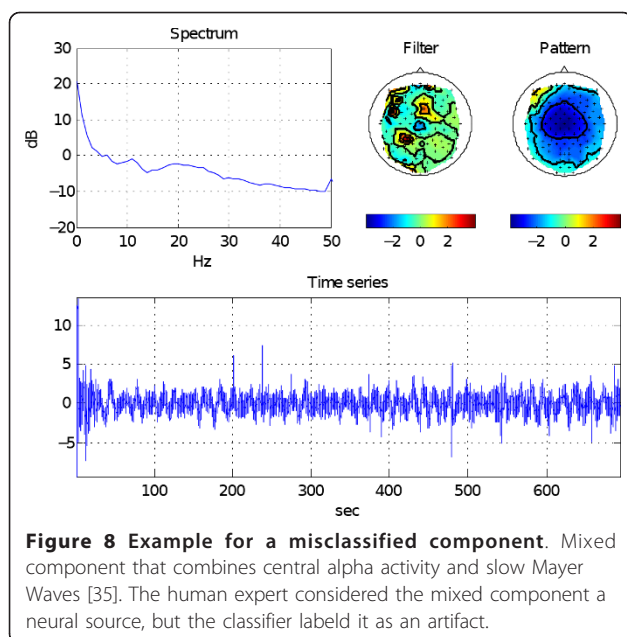 Spectrum
30
20
10
0
−10
−20
dB
0 10 20 30 40 50
Hz
Filter
−2 0 2
Pattern
−2 0 2
Time series
10
5
0
−5
100 200 300 400 500 600
sec
Figure 8 Example for a misclassified component. Mixed
component that combines central alpha activity and slow Mayer
Waves [35]. The human expert considered the mixed component a
neural source, but the classifier labeld it as an artifact.